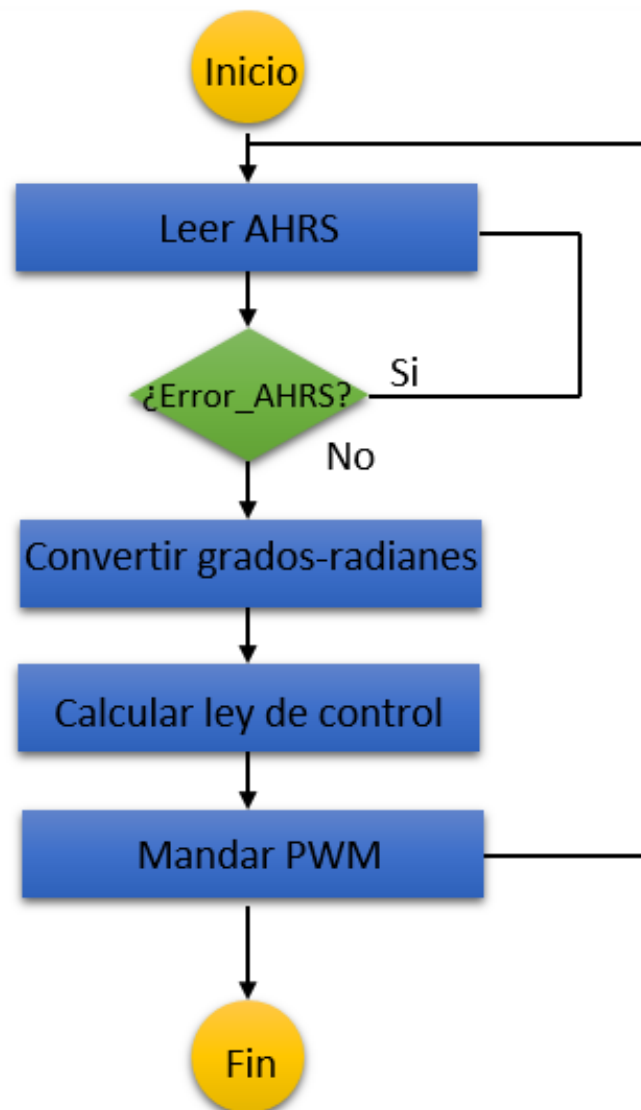 Inicio
Leer AHRS
¿Error_AHRS?
Si
No
Convertir grados-radianes
Calcular ley de control
Mandar PWM
Fin